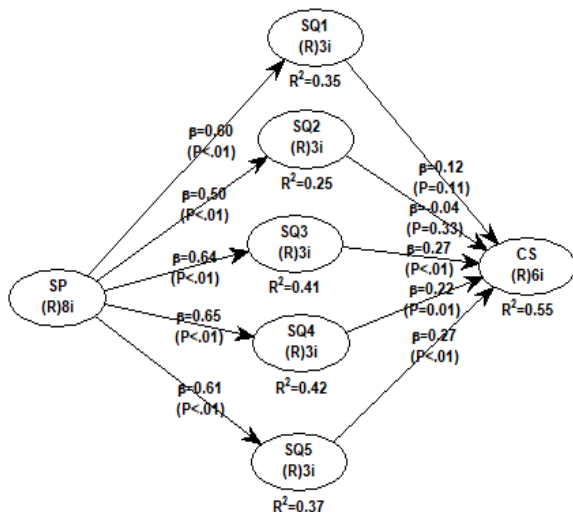 SQ1
(R)3i
R²=0.35
β=0.60
(P<.01)
SQ2
(R)3i
R²=0.25
β=0.12
(P=0.11)
β=0.50
(P<.01)
β=-0.04
(P=0.33)
SQ3
(R)3i
R²=0.41
β=0.64
(P<.01)
β=0.27
(P<.01)
CS
(R)6i
R²=0.55
SP
(R)8i
β=0.65
(P<.01)
SQ4
(R)3i
R²=0.42
β=0.22
(P=0.01)
β=0.61
(P<.01)
β=0.27
(P<.01)
SQ5
(R)3i
R²=0.37